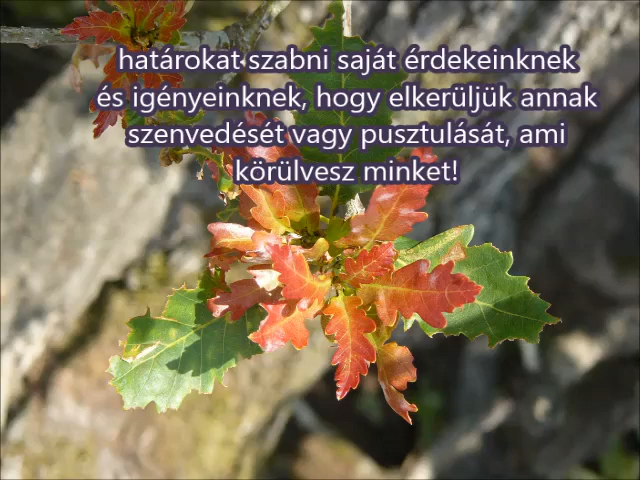 határokat szabni saját érdekeinknek
és igényeinknek, hogy elkerüljük annak
szenvedését vagy pusztulását, ami
körülvesz minket!